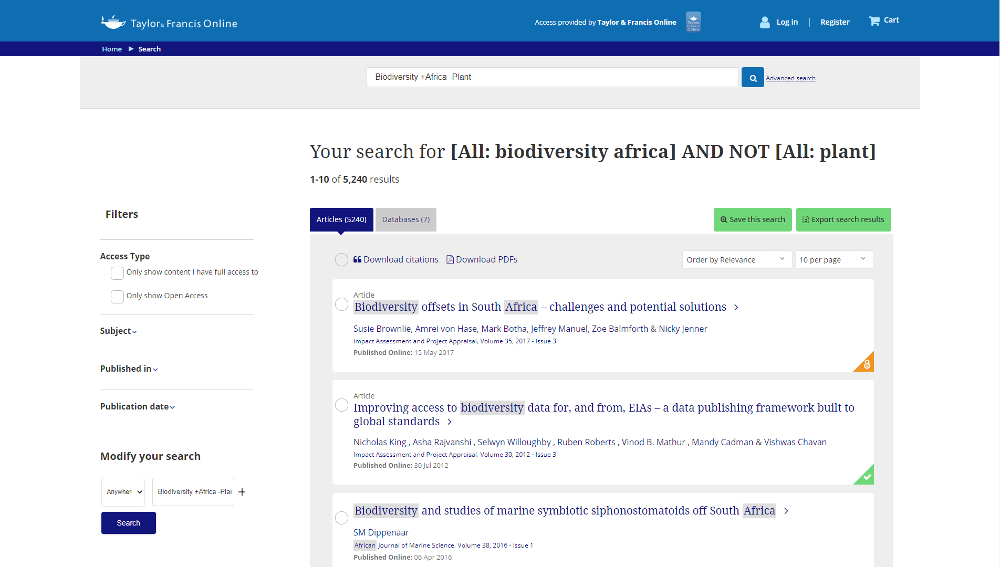 Taylor & Francis Online
Access provided by Taylor & Francis Online
Taylor & Francis Online
Log in | Register
Cart
Home ▶ Search
Biodiversity +Africa -Plant
Advanced search
Your search for [All: biodiversity africa] AND NOT [All: plant]
1-10 of 5,240 results
Filters
Access Type
Only show content I have full access to
Only show Open Access
Subject
Published in
Publication date
Modify your search
Anywher
Biodiversity +Africa -Plan
Search
Articles (5240)
Databases (7)
Save this search
Export search results
Download citations
Download PDFs
Order by Relevance
10 per page
Article
Biodiversity offsets in South Africa – challenges and potential solutions
Susie Brownlie, Amrei von Hase, Mark Botha, Jeffrey Manuel, Zoe Balmforth & Nicky Jenner
Impact Assessment and Project Appraisal, Volume 35, 2017 - Issue 3
Published Online: 15 May 2017
Article
Improving access to biodiversity data for, and from, EIAs – a data publishing framework built to
global standards
Nicholas King , Asha Rajvanshi , Selwyn Willoughby , Ruben Roberts , Vinod B. Mathur , Mandy Cadman & Vishwas Chavan
Impact Assessment and Project Appraisal, Volume 30, 2012 - Issue 3
Published Online: 30 Jul 2012
Biodiversity and studies of marine symbiotic siphonostomatoids off South Africa
SM Dippenaar
African Journal of Marine Science, Volume 38, 2016 - Issue 1
Published Online: 06 Apr 2016